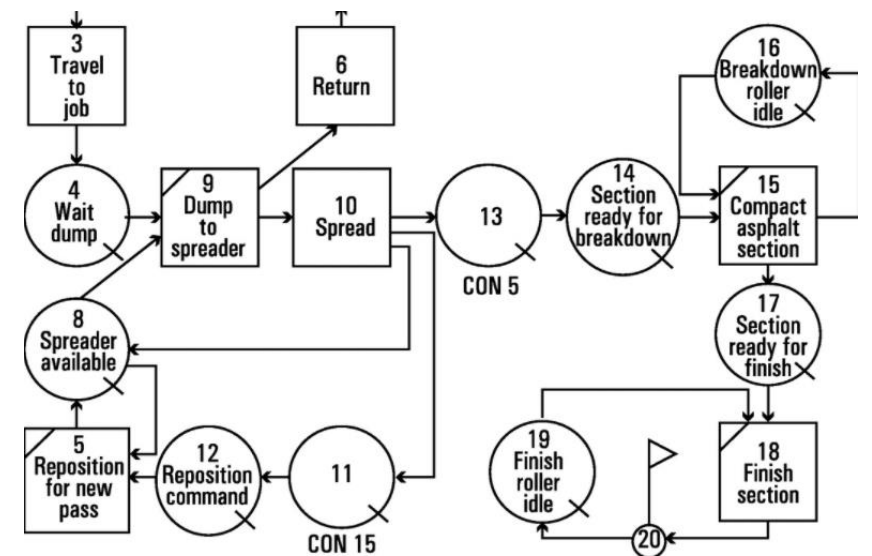 3
Travel
to
job
6
Return
16
Breakdown
roller
idle
4
Wait
dump
9
Dump
to
spreader
10
Spread
13
CON 5
14
Section
ready for
breakdown
15
Compact
asphalt
section
8
Spreader
available
17
Section
ready for
finish
5
Reposition
for new
pass
12
Reposition
command
11
CON 15
19
Finish
roller
idle
18
Finish
section
20